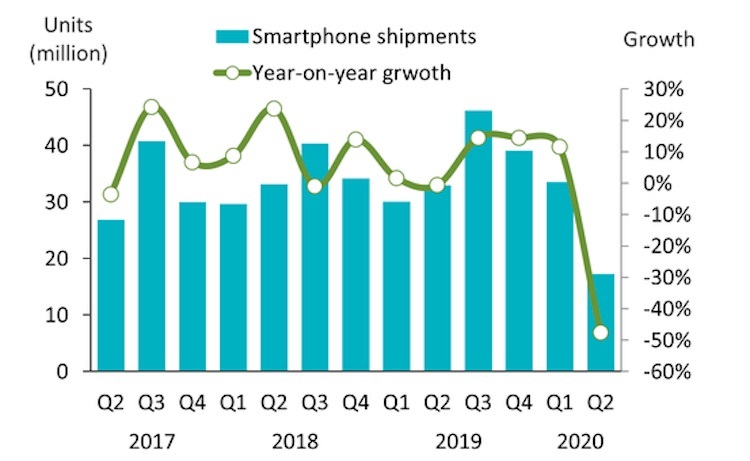 Units
(million)
Smartphone shipments
Growth
Year-on-year grwoth
50
40
30
20
10
0
30%
20%
10%
0%
-10%
-20%
-30%
-40%
-50%
-60%
Q2 Q3 Q4 Q1 Q2 Q3 Q4 Q1 Q2 Q3 Q4 Q1 Q2
2017 2018 2019 2020